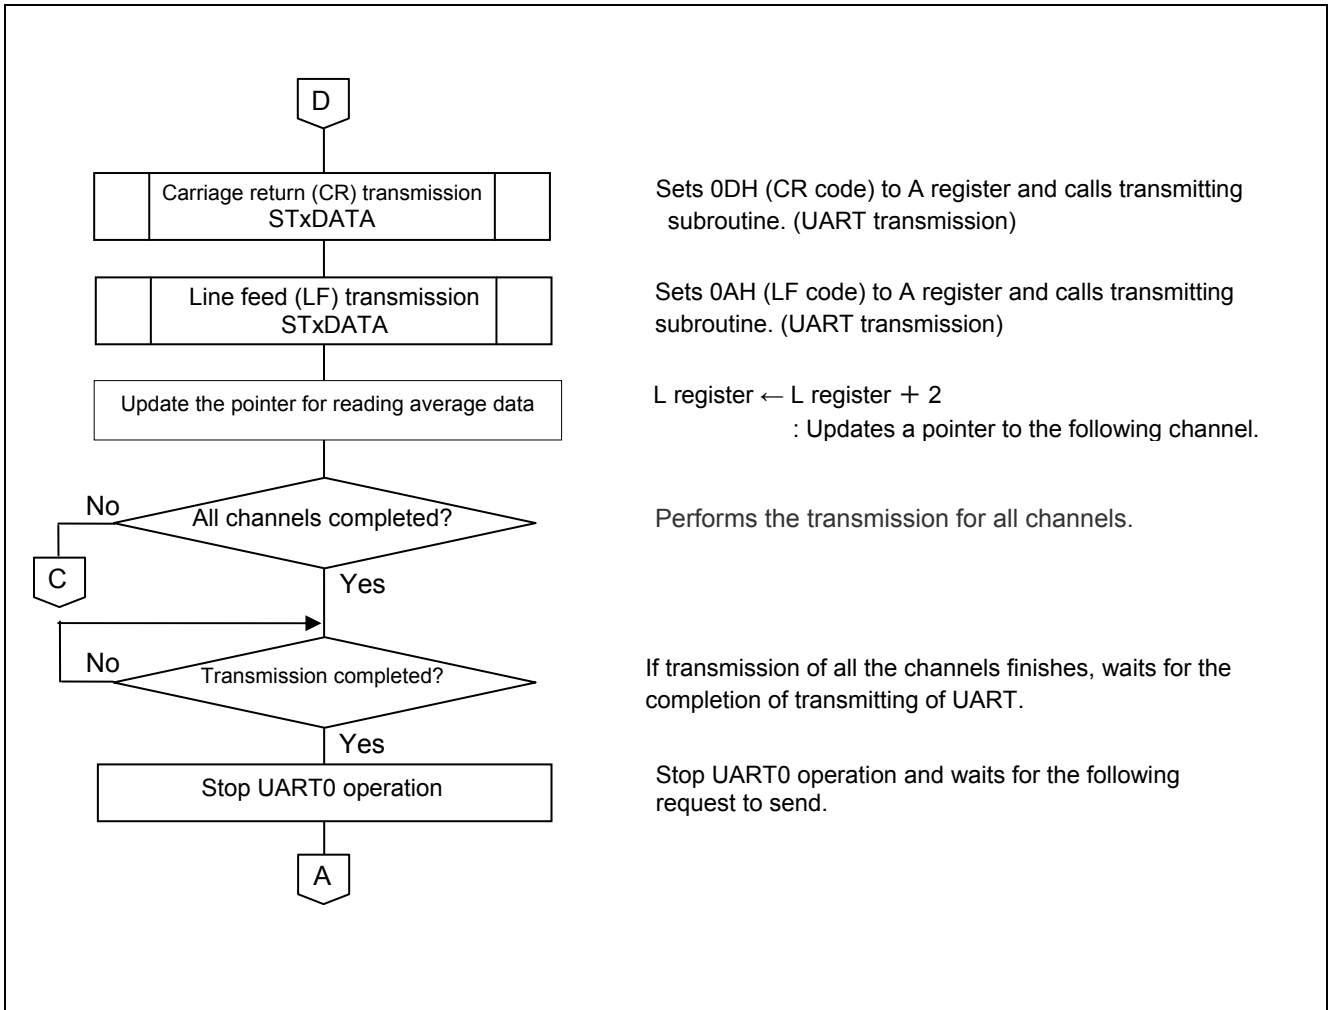 D
Carriage return (CR) transmission
STxDATA
Sets 0DH (CR code) to A register and calls transmitting
subroutine. (UART transmission)
Line feed (LF) transmission
STxDATA
Sets 0AH (LF code) to A register and calls transmitting
subroutine. (UART transmission)
Update the pointer for reading average data
L register ← L register ＋ 2
: Updates a pointer to the following channel.
No
All channels completed?
Performs the transmission for all channels.
C
Yes
No
Transmission completed?
If transmission of all the channels finishes, waits for the
completion of transmitting of UART.
Yes
Stop UART0 operation
Stop UART0 operation and waits for the following
request to send.
A